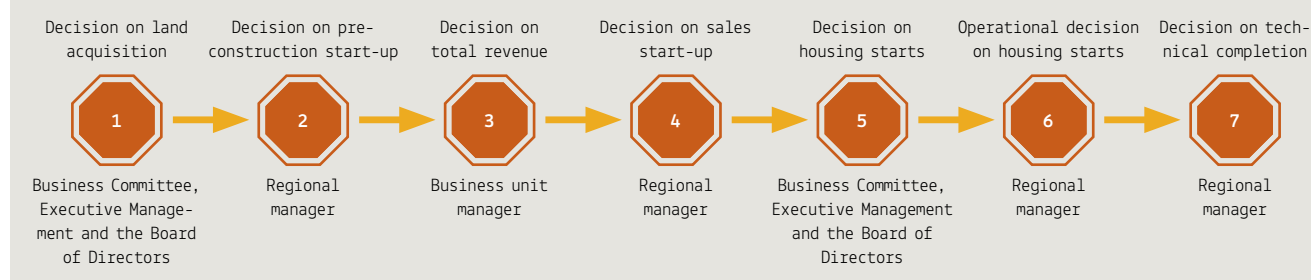 Decision on land
acquisition
Decision on pre-
construction start-up
Decision on
total revenue
Decision on sales
start-up
Decision on
housing starts
Operational decision
on housing starts
Decision on tech-
nical completion
1
2
3
4
5
6
7
Business Committee,
Executive Manage-
ment and the Board
of Directors
Regional
manager
Business unit
manager
Regional
manager
Business Committee,
Executive Management
and the Board of
Directors
Regional
manager
Regional
manager